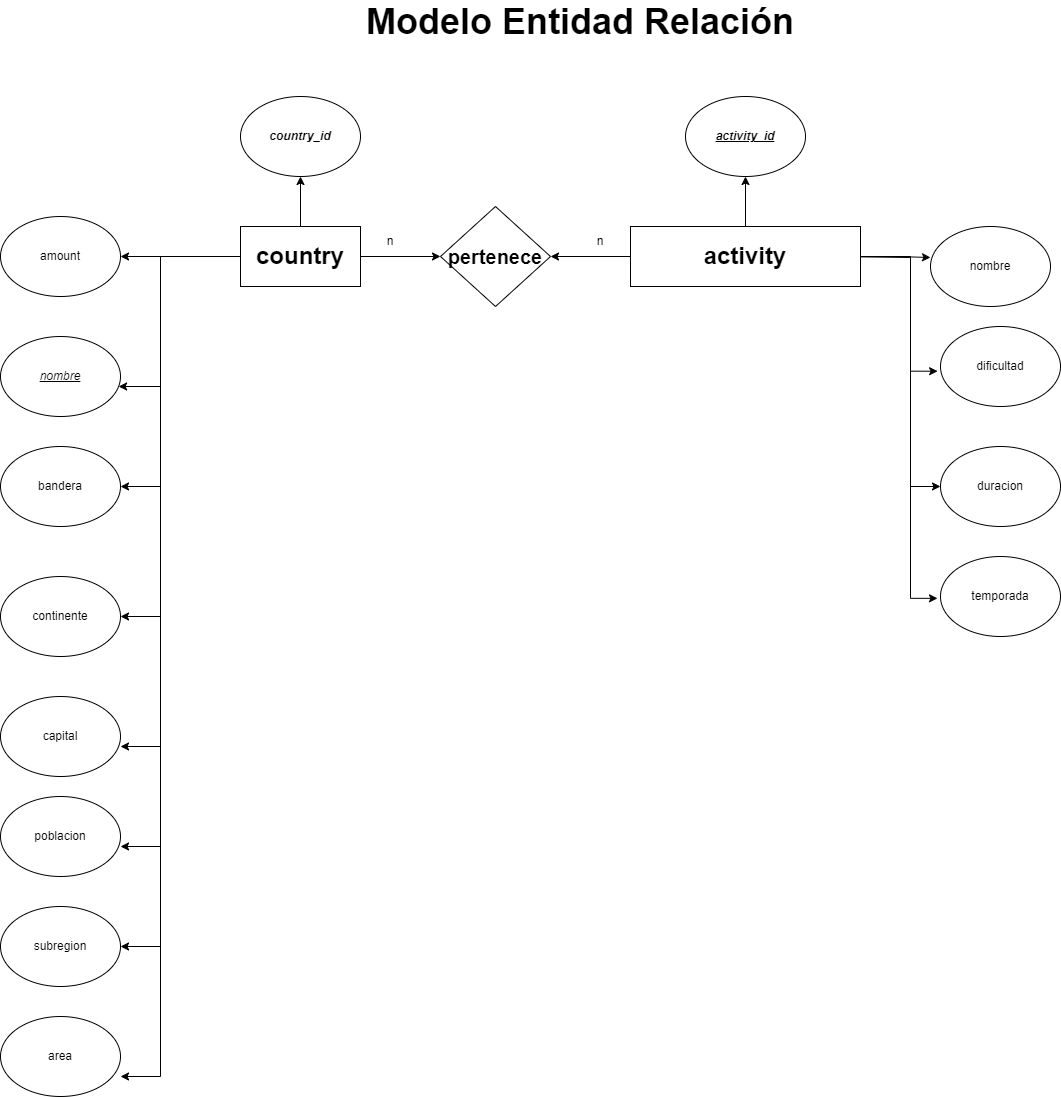 Modelo Entidad Relación
country_id
activity_id
amount
country
n
pertenece
n
activity
nombre
nombre
dificultad
bandera
duracion
continente
temporada
capital
poblacion
subregion
area